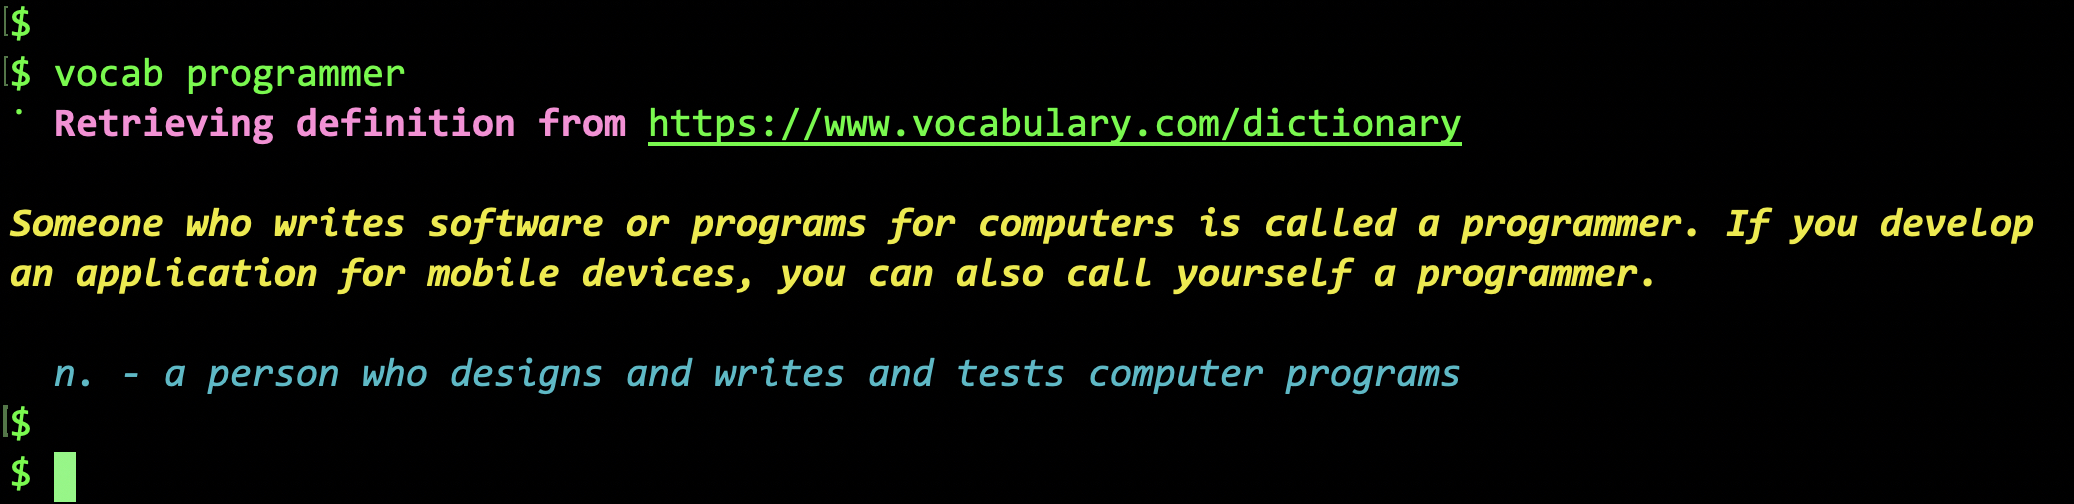 $
$ vocab programmer
Retrieving definition from https://www.vocabulary.com/dictionary
Someone who writes software or programs for computers is called a programmer. If you develop
an application for mobile devices, you can also call yourself a programmer.
n. - a person who designs and writes and tests computer programs
$
$